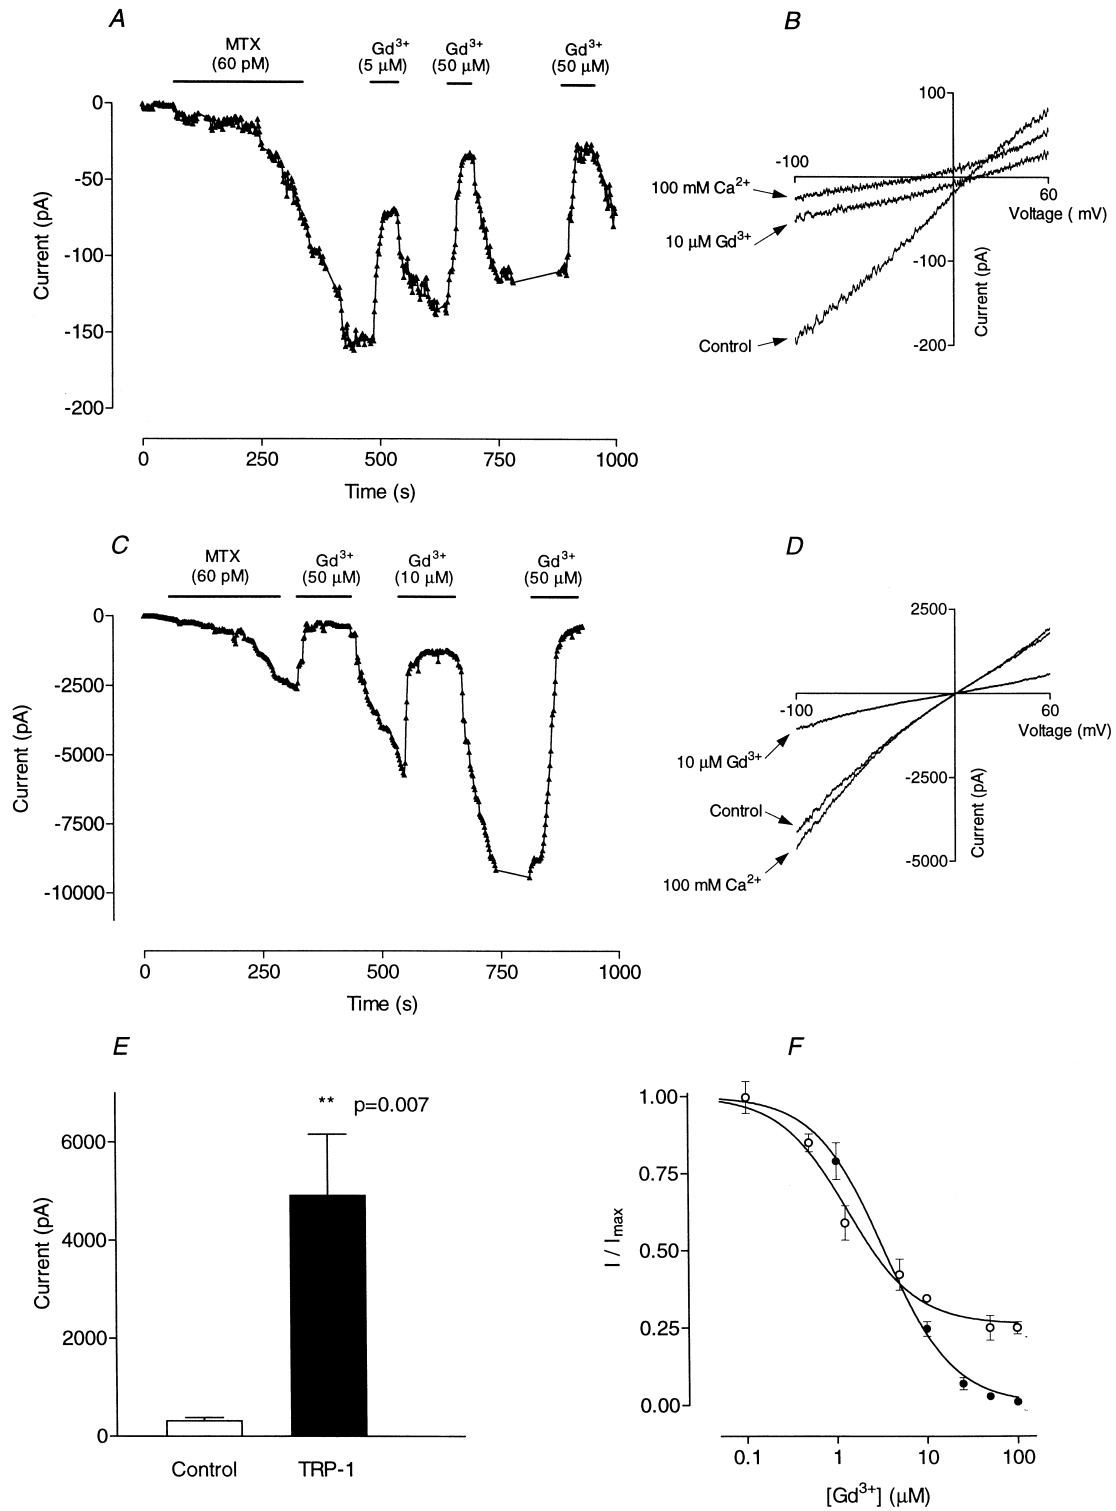 A
MTX
(60 pM)
Gd3+
(5 μM)
Gd3+
(50 μM)
Gd3+
(50 μM)
0
-50
-100
-150
-200
Current (pA)
0 250 500 750 1000
Time (s)
B
100
-100
60
Voltage ( mV)
100 mM Ca2+
10 μM Gd3+
Control
-100
-200
Current (pA)
C
MTX
(60 pM)
Gd3+
(50 μM)
Gd3+
(10 μM)
Gd3+
(50 μM)
0
-2500
-5000
-7500
-10000
Current (pA)
0 250 500 750 1000
Time (s)
D
2500
-100
60
Voltage (mV)
10 μM Gd3+
Control
100 mM Ca2+
-2500
-5000
Current (pA)
E
** p=0.007
6000
4000
2000
0
Current (pA)
Control TRP-1
F
1.00
0.75
0.50
0.25
0.00
I / Imax
0.1 1 10 100
[Gd3+] (μM)